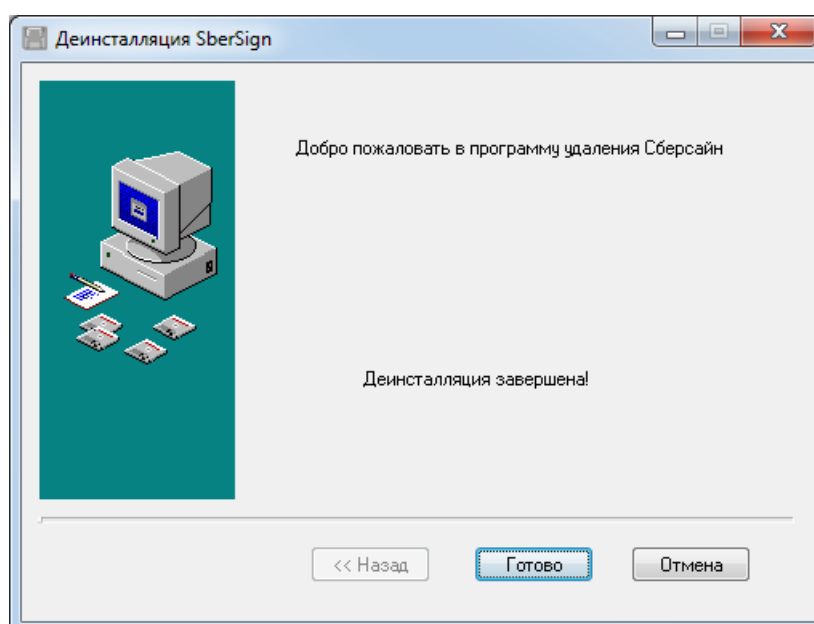 Деинсталляция SberSign
Добро пожаловать в программу удаления Сберсайн
Деинсталляция завершена!
<< Назад
Готово
Отмена